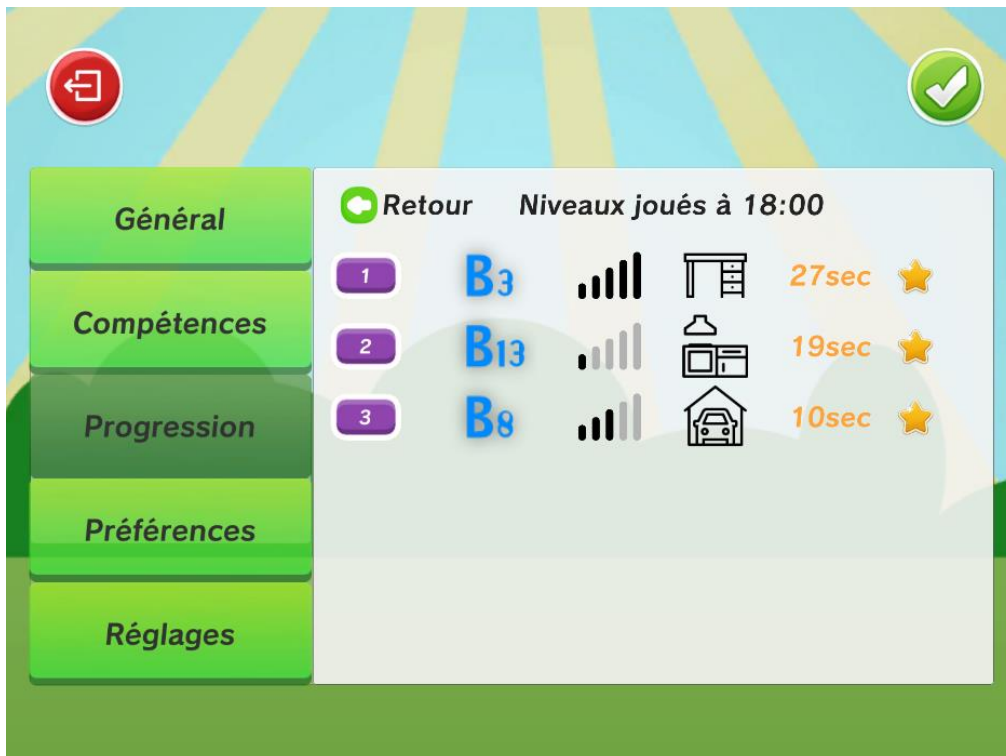 Général
Compétences
Progression
Préférences
Réglages
Retour Niveaux joués à 18:00
1 B3 27sec
2 B13 19sec
3 B8 10sec